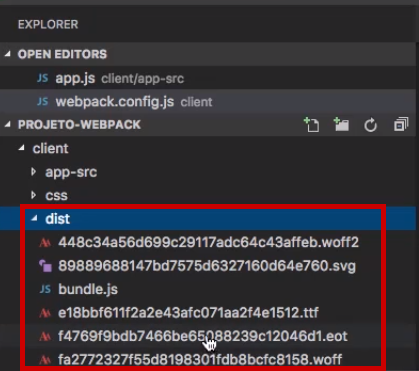 EXPLORER
OPEN EDITORS
JS app.js client/app-src
JS webpack.config.js client
PROJETO-WEBPACK
client
app-src
css
dist
448c34a56d699c29117adc64c43affeb.woff2
89889688147bd7575d6327160d64e760.svg
JS bundle.js
e18bbf611f2a2e43afc071aa2f4e1512.ttf
f4769f9bdb7466be65088239c12046d1.eot
fa2772327f55d8198301fdb8bcfc8158.woff